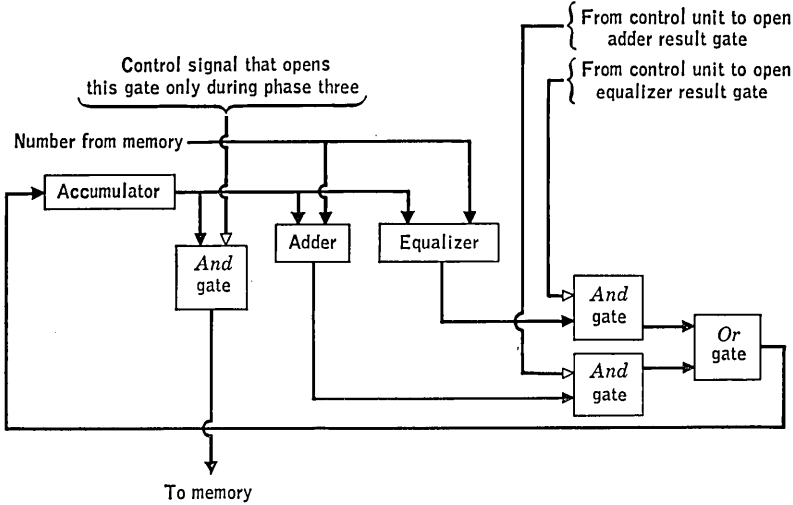 From control unit to open
adder result gate
From control unit to open
equalizer result gate
Control signal that opens
this gate only during phase three
Number from memory
Accumulator
Adder
Equalizer
And
gate
And
gate
Or
gate
And
gate
To memory